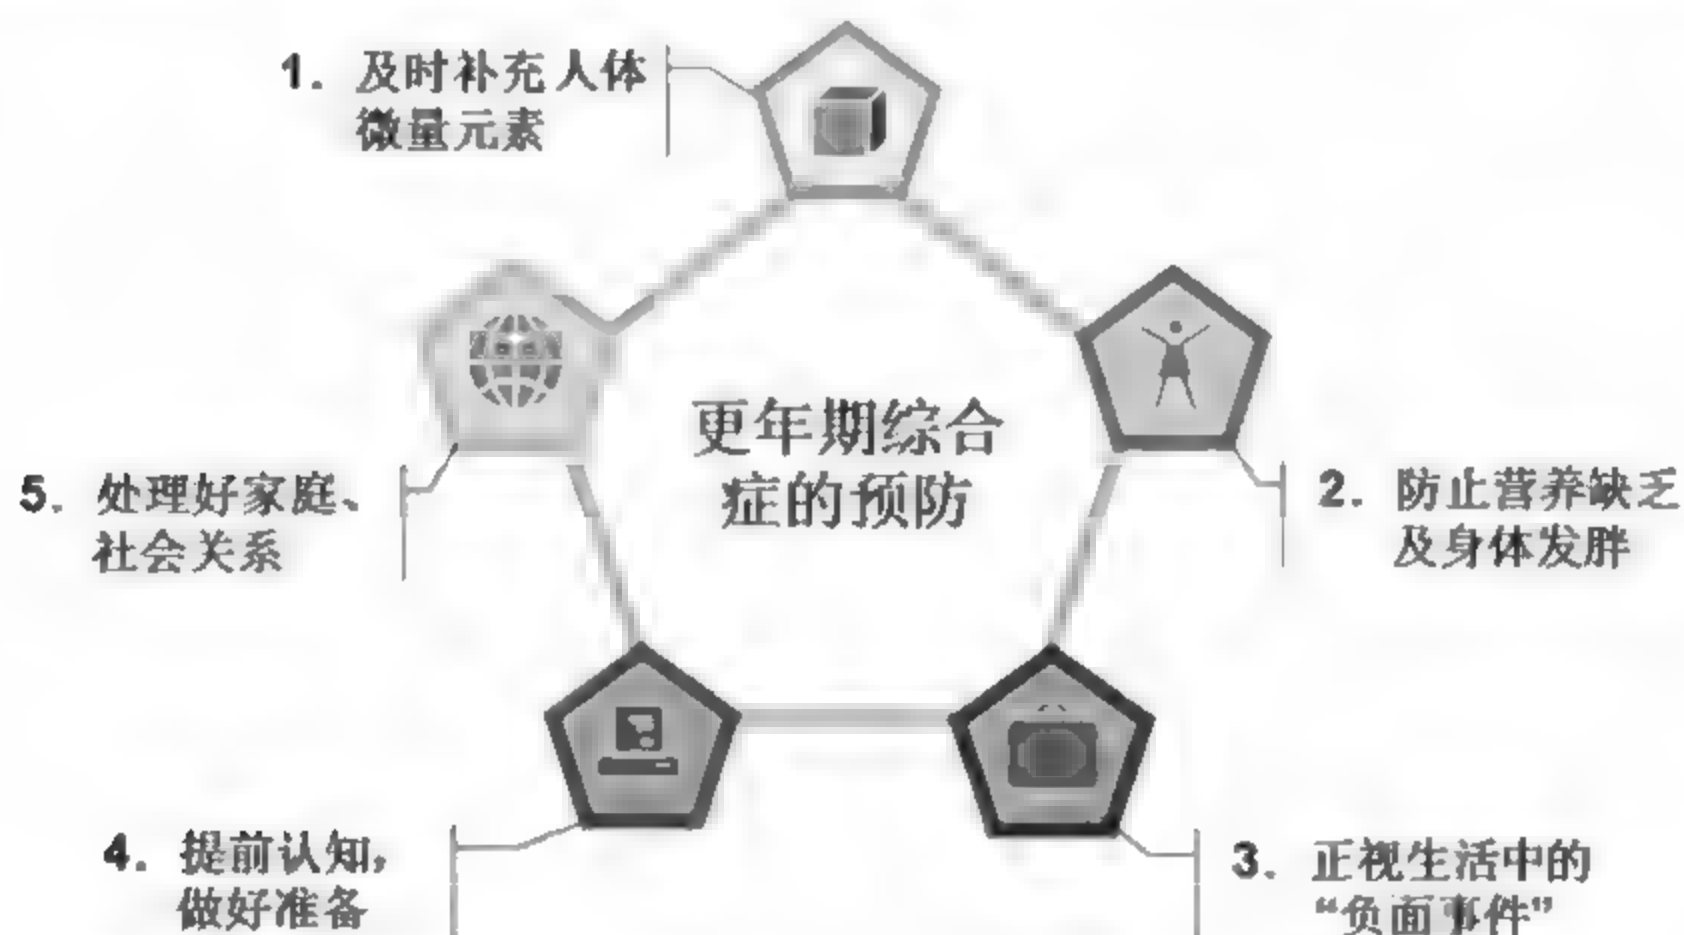 1. 及时补充人体
微量元素
更年期综合
症的预防
2. 防止营养缺乏
及身体发胖
3. 正视生活中的
“负面事件”
4. 提前认知,
做好准备
5. 处理好家庭、
社会关系